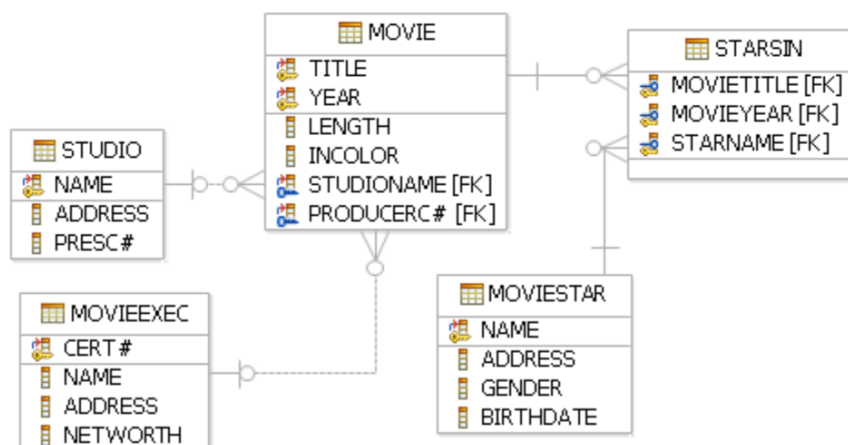 MOVIE
TITLE
YEAR
LENGTH
INCOLOR
STUDIONAME [FK]
PRODUCERC# [FK]
STARSIN
MOVIETITLE [FK]
MOVIEYEAR [FK]
STARNAME [FK]
STUDIO
NAME
ADDRESS
PRESC#
MOVIEEXEC
CERT#
NAME
ADDRESS
NETWORTH
MOVIESTAR
NAME
ADDRESS
GENDER
BIRTHDATE